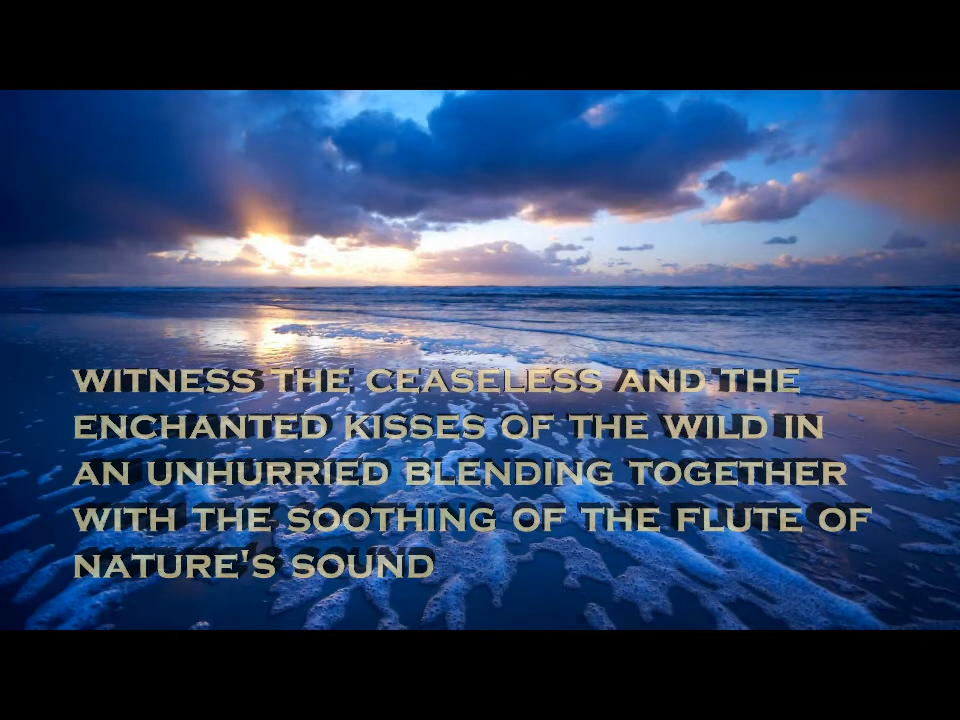 WITNESS THE CEASELESS AND THE
ENCHANTED KISSES OF THE WILD IN
AN UNHURRIED BLENDING TOGETHER
WITH THE SOOTHING OF THE FLUTE OF
NATURE'S SOUND